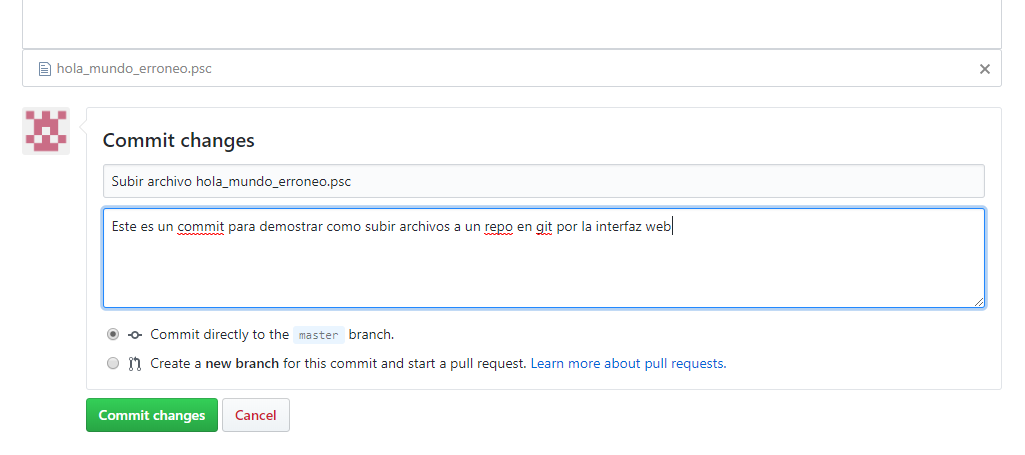 hola_mundo_erroneo.psc
Commit changes
Subir archivo hola_mundo_erroneo.psc
Este es un commit para demostrar como subir archivos a un repo en git por la interfaz web
Commit directly to the master branch.
Create a new branch for this commit and start a pull request. Learn more about pull requests.
Commit changes Cancel